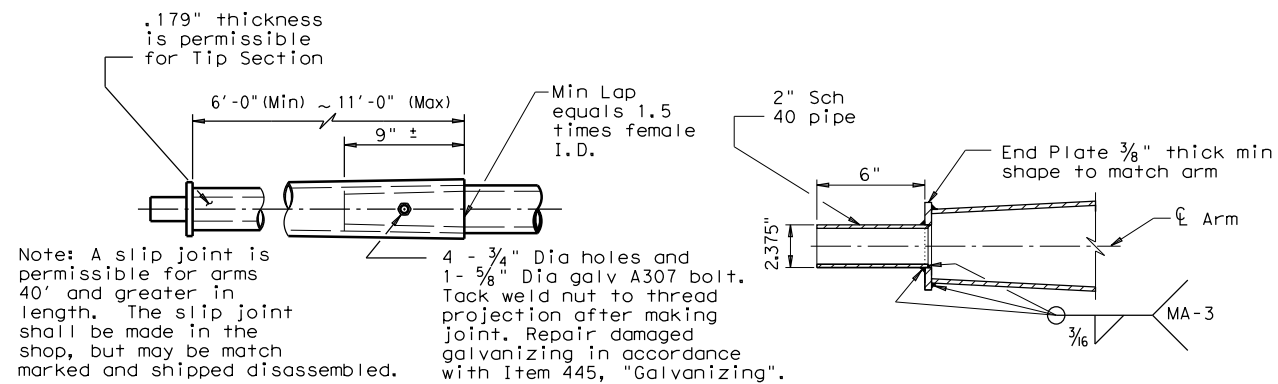 .179" thickness
is permissible
for Tip Section
6'-0"(Min) ~ 11'-0" (Max)
9" ±
Min Lap
equals 1.5
times female
I.D.
Note: A slip joint is
permissible for arms
40' and greater in
length. The slip joint
shall be made in the
shop, but may be match
marked and shipped disassembled.
4 - 3/4" Dia holes and
1- 5/8" Dia galv A307 bolt.
Tack weld nut to thread
projection after making
joint. Repair damaged
galvanizing in accordance
with Item 445, "Galvanizing".
2" Sch
40 pipe
6"
2.375"
End Plate 3/8" thick min
shape to match arm
℄ Arm
3/16
MA-3